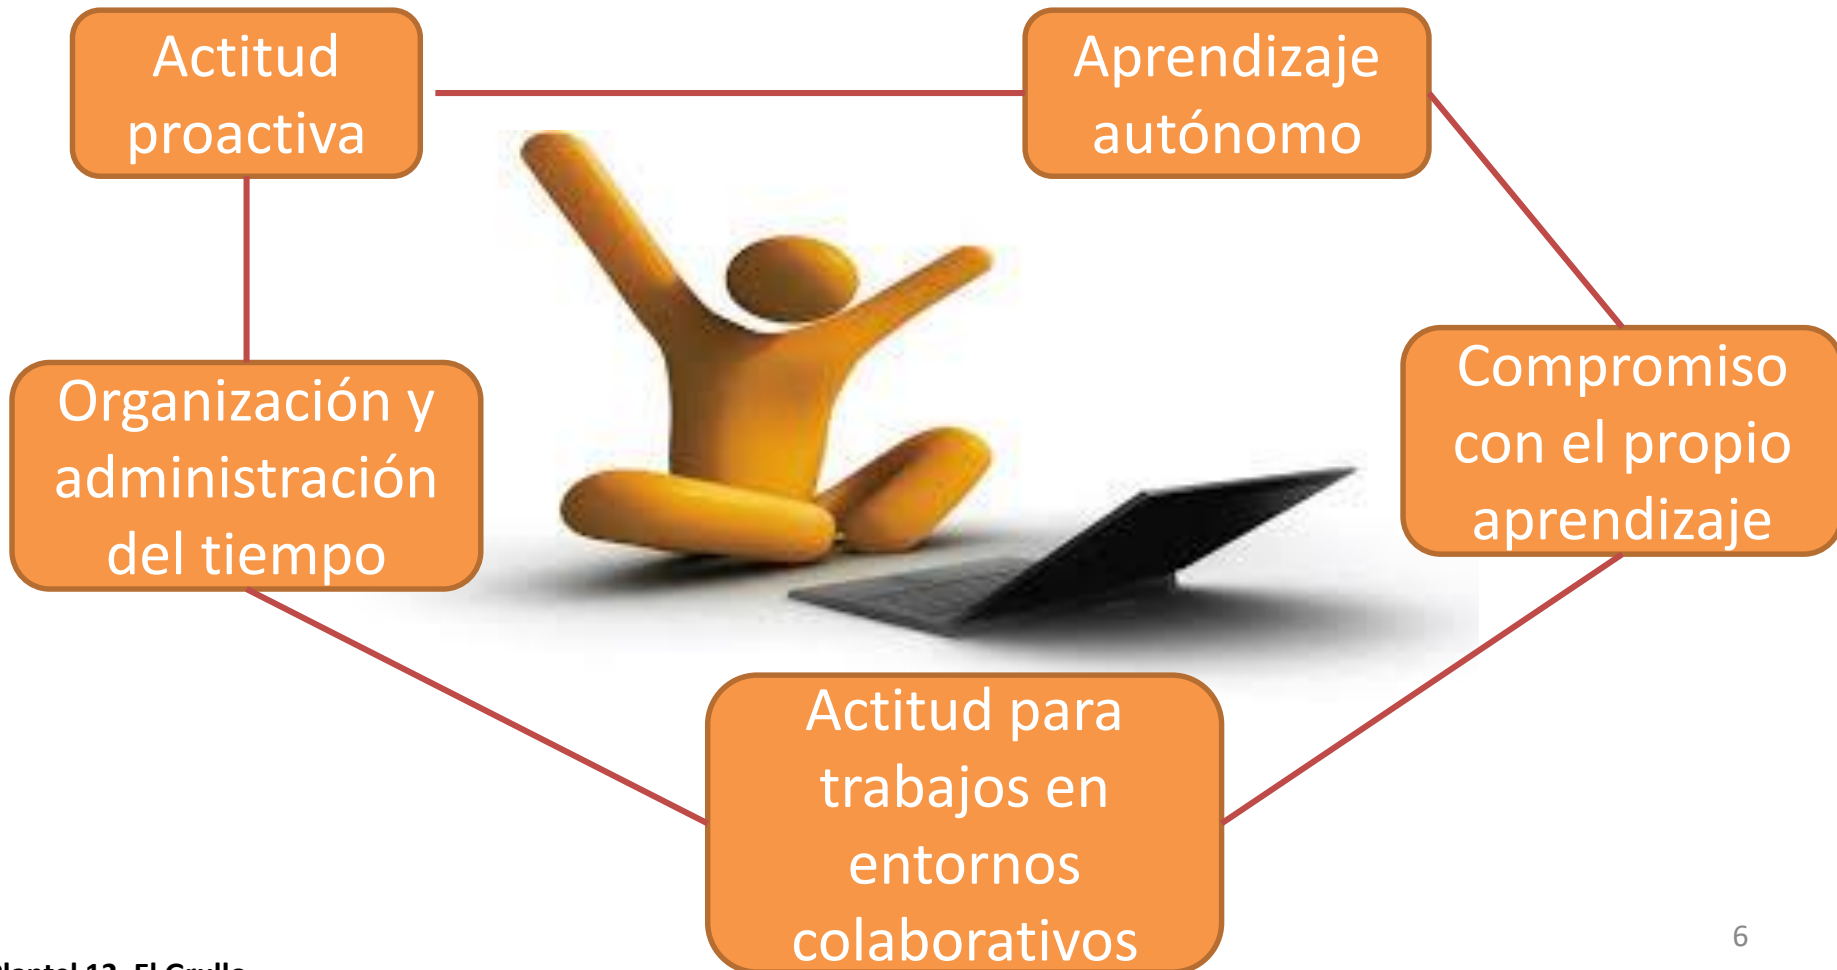 Actitud
proactiva
Aprendizaje
autónomo
Organización y
administración
del tiempo
Compromiso
con el propio
aprendizaje
Actitud para
trabajos en
entornos
colaborativos
6